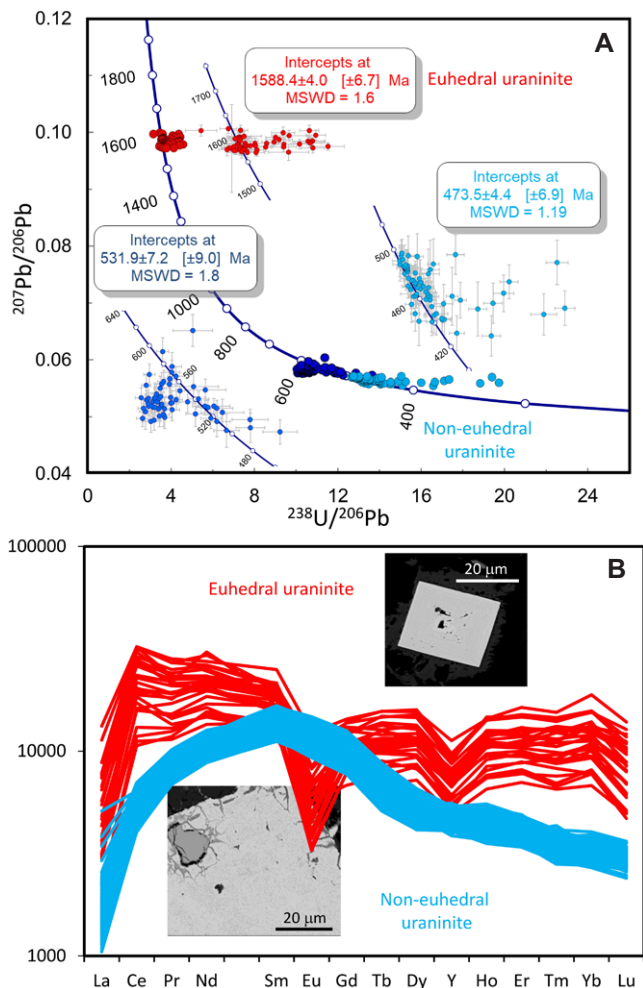 A
0.12
0.10
0.08
0.06
0.04
207Pb/206Pb
1800
1600
1400
1000
800
600
400
Intercepts at
1588.4±4.0 [±6.7] Ma
MSWD = 1.6
Euhedral uraninite
1700
1600
1500
Intercepts at
473.5±4.4 [±6.9] Ma
MSWD = 1.19
500
460
420
Intercepts at
531.9±7.2 [±9.0] Ma
MSWD = 1.8
640
600
560
520
480
Non-euhedral
uraninite
0 4 8 12 16 20 24
238U/206Pb
B
100000
10000
1000
Euhedral uraninite
20 μm
20 μm
Non-euhedral
uraninite
La Ce Pr Nd Sm Eu Gd Tb Dy Y Ho Er Tm Yb Lu